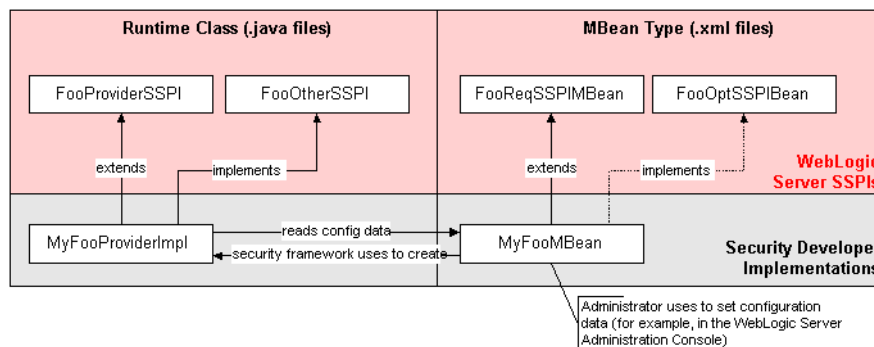 Runtime Class (.java files)
MBean Type (.xml files)
FooProviderSSPI
FooOtherSSPI
FooReqSSPIMBean
FooOptSSPIBean
extends
implements
extends
implements
WebLogic
Server SSPIs
MyFooProviderImpl
reads config data
security framework uses to create
MyFooMBean
Security Develope
Implementations
Administrator uses to set configuration
data (for example, in the WebLogic Server
Administration Console)